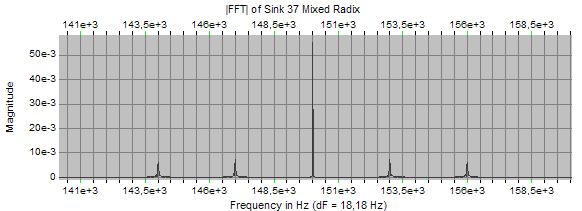 |FFT| of Sink 37 Mixed Radix
141e+3 143,5e+3 146e+3 148,5e+3 151e+3 153,5e+3 156e+3 158,5e+3
Magnitude
50e-3
40e-3
30e-3
20e-3
10e-3
0
141e+3 143,5e+3 146e+3 148,5e+3 151e+3 153,5e+3 156e+3 158,5e+3
Frequency in Hz (dF = 18,18 Hz)